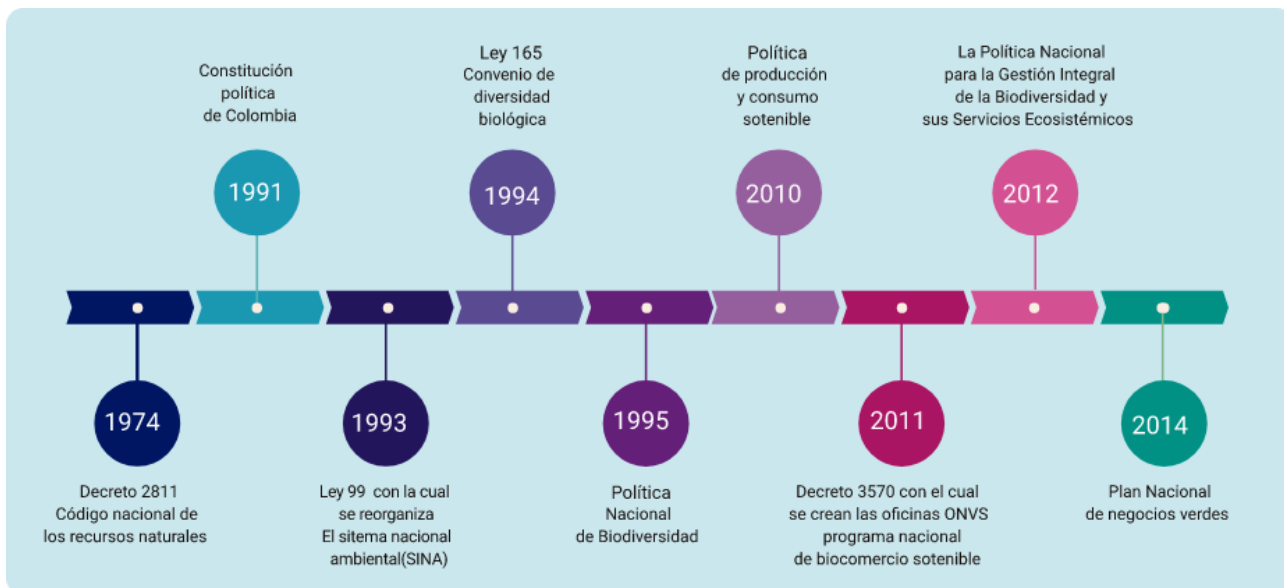 Constitución
política
de Colombia
1991
Ley 165
Convenio de
diversidad
biológica
1994
Política
de producción
y consumo
sotenible
2010
La Política Nacional
para la Gestión Integral
de la Biodiversidad y
sus Servicios Ecosistémicos
2012
1974
Decreto 2811
Código nacional de
los recursos naturales
1993
Ley 99 con la cual
se reorganiza
El sitema nacional
ambiental(SINA)
1995
Política
Nacional
de Biodiversidad
2011
Decreto 3570 con el cual
se crean las oficinas ONVS
programa nacional
de biocomercio sostenible
2014
Plan Nacional
de negocios verdes